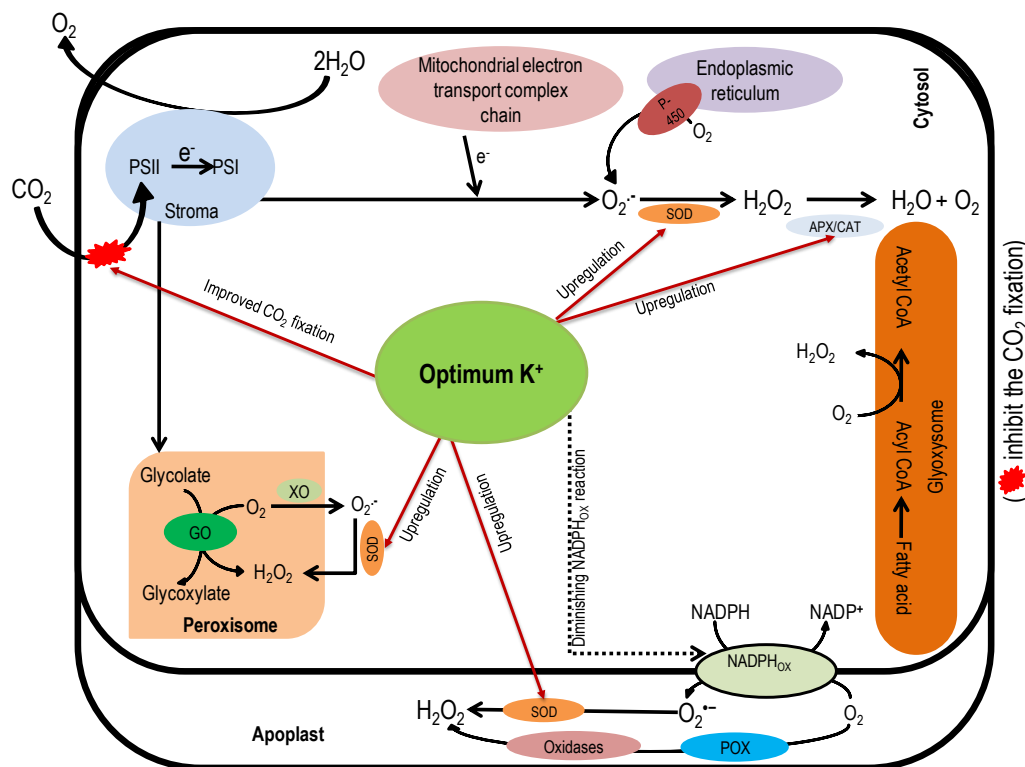 O₂
2H₂O
Mitochondrial electron
transport complex
chain
Endoplasmic
reticulum
P-
450
O₂
Cytosol
PSII
e⁻
PSI
Stroma
CO₂
e⁻
O₂·⁻
SOD
H₂O₂
APX/CAT
H₂O + O₂
Improved CO₂ fixation
Upregulation
Upregulation
Optimum K⁺
Acetyl CoA
H₂O₂
O₂
Acyl CoA
Glyoxysome
Fatty acid
( inhibit the CO₂ fixation)
Glycolate
GO
O₂
XO
O₂·⁻
SOD
H₂O₂
Glycoxylate
Peroxisome
Upregulation
Upregulation
Diminishing NADPHOX reaction
NADPH
NADP⁺
NADPHOX
H₂O₂
SOD
O₂•–
O₂
Apoplast
Oxidases
POX